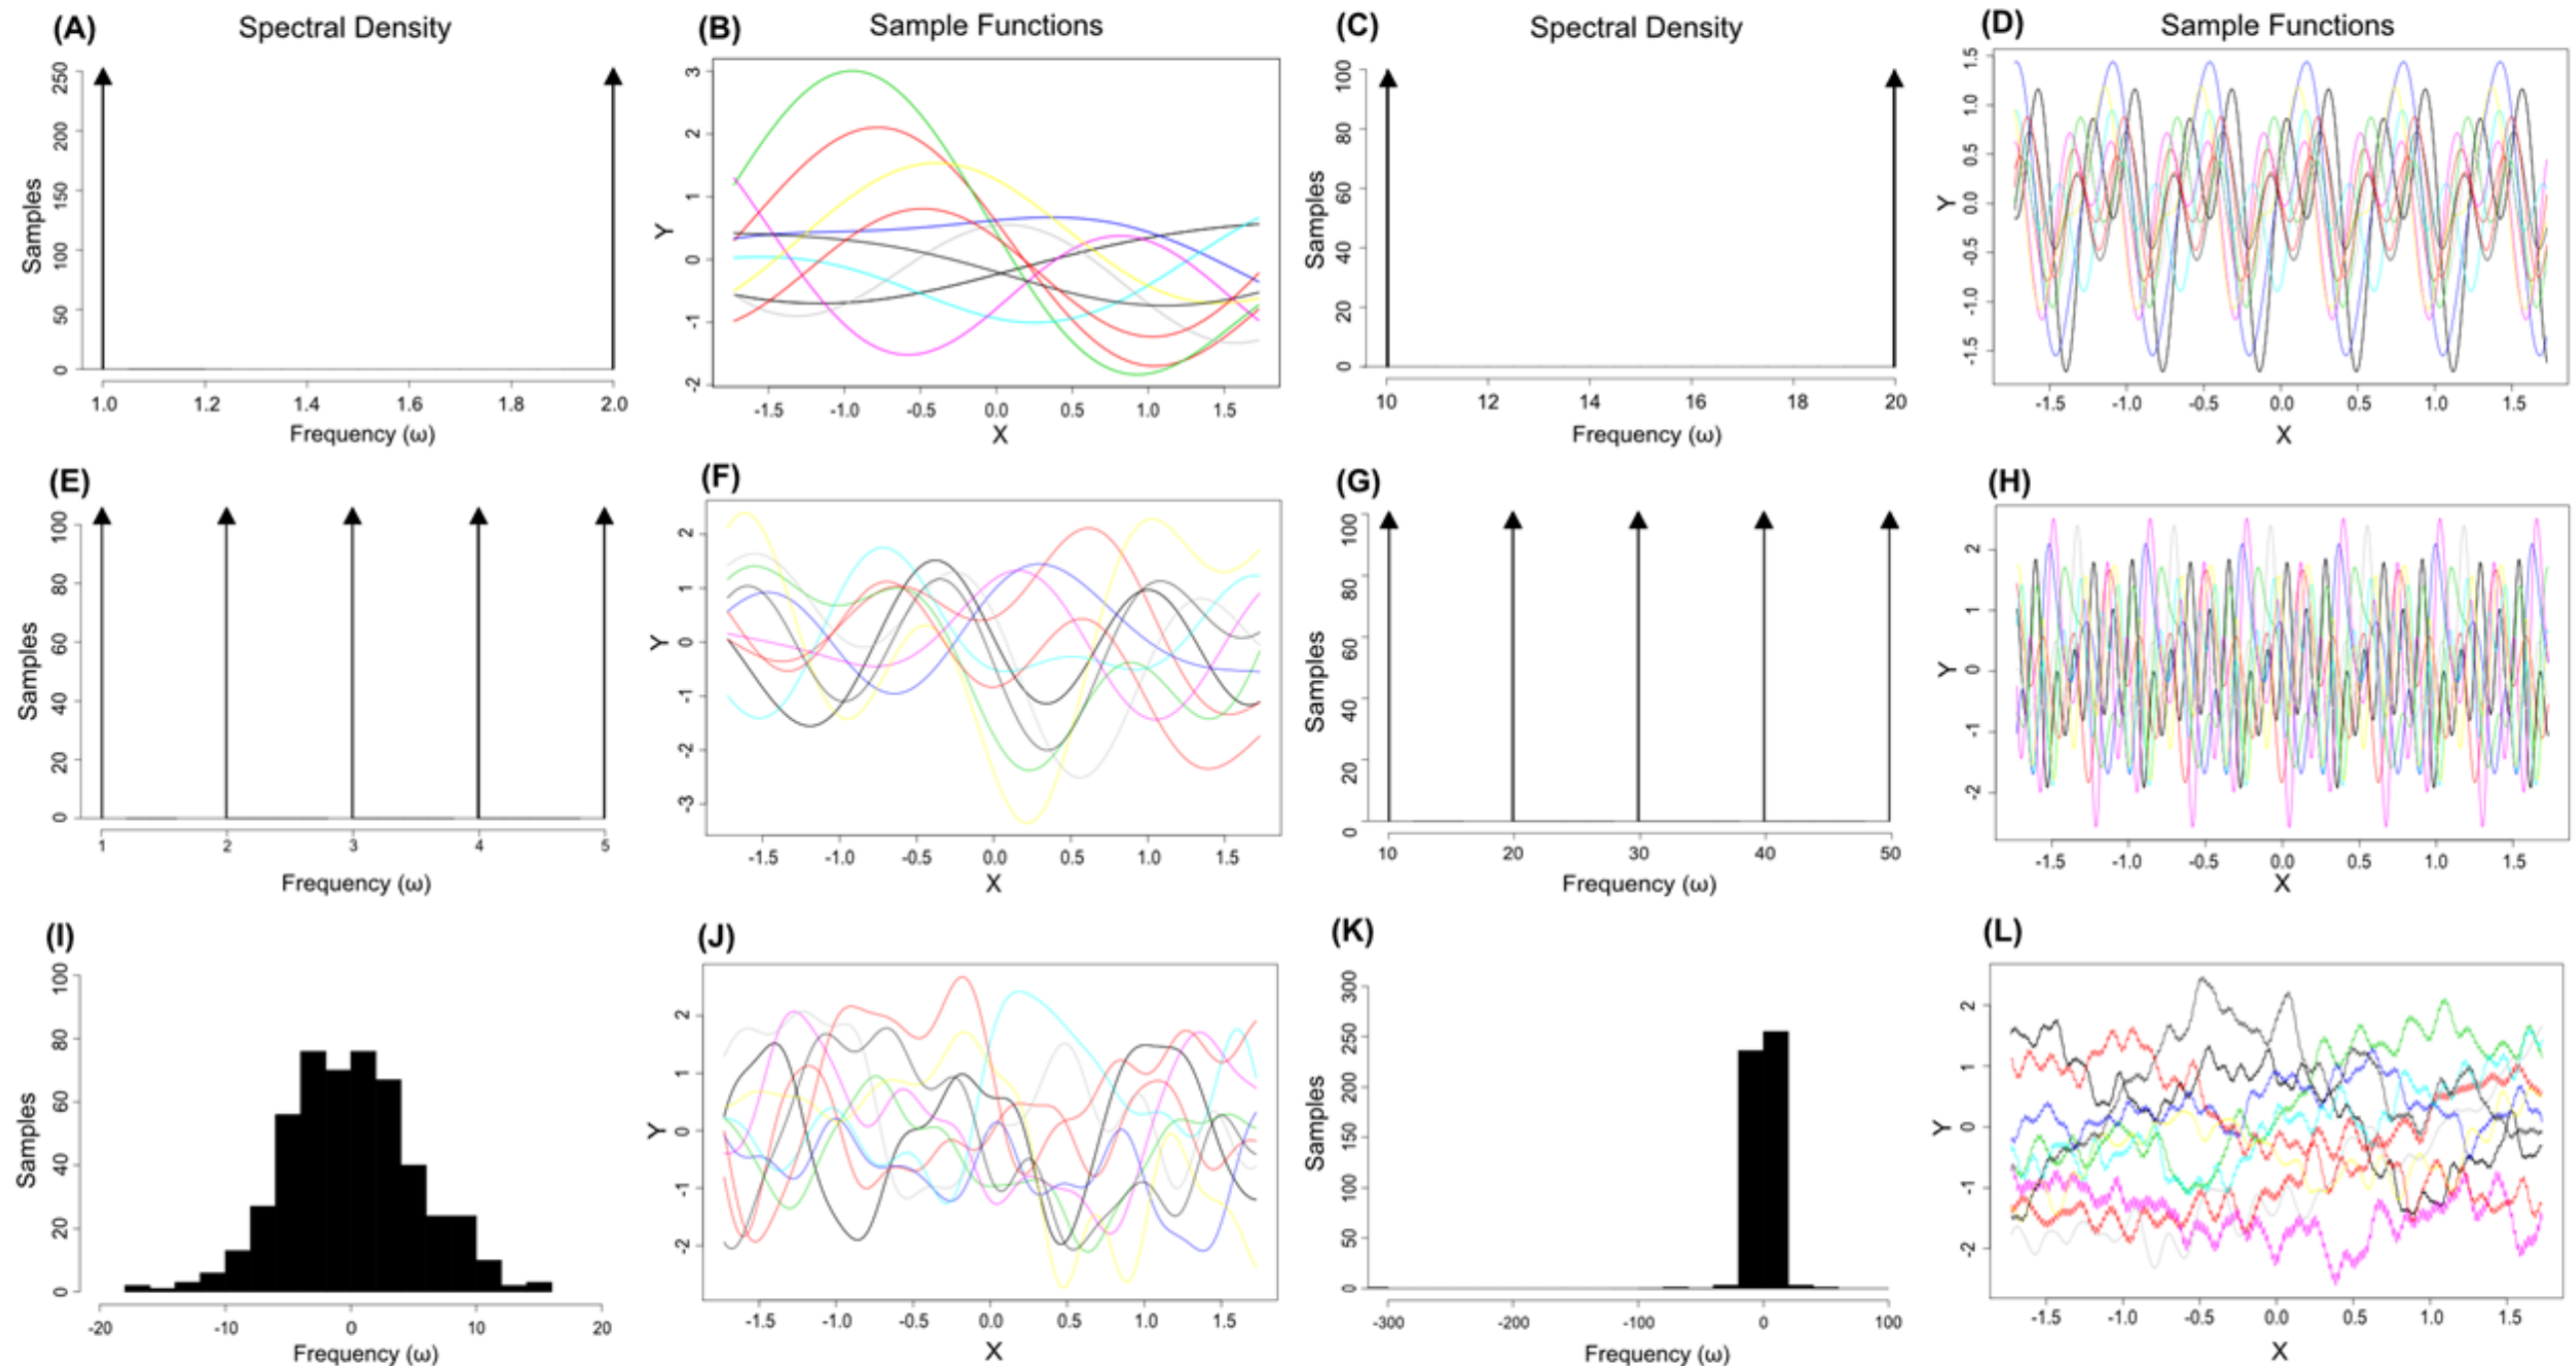 (A) Spectral Density
250
200
150
100
50
0
Samples
1.0 1.2 1.4 1.6 1.8 2.0
Frequency (ω)
(B) Sample Functions
3
2
1
0
-1
-2
Y
-1.5 -1.0 -0.5 0.0 0.5 1.0 1.5
X
(C) Spectral Density
100
80
60
40
20
0
Samples
10 12 14 16 18 20
Frequency (ω)
(D) Sample Functions
1.5
1.0
0.5
0.0
-0.5
-1.0
-1.5
Y
-1.5 -1.0 -0.5 0.0 0.5 1.0 1.5
X
(E)
100
80
60
40
20
0
Samples
1 2 3 4 5
Frequency (ω)
(F)
2
1
0
-1
-2
-3
Y
-1.5 -1.0 -0.5 0.0 0.5 1.0 1.5
X
(G)
100
80
60
40
20
0
Samples
10 20 30 40 50
Frequency (ω)
(H)
2
1
0
-1
-2
Y
-1.5 -1.0 -0.5 0.0 0.5 1.0 1.5
X
(I)
100
80
60
40
20
0
Samples
-20 -10 0 10 20
Frequency (ω)
(J)
2
1
0
-1
-2
Y
-1.5 -1.0 -0.5 0.0 0.5 1.0 1.5
X
(K)
300
250
200
150
100
50
0
Samples
-300 -200 -100 0 100
Frequency (ω)
(L)
2
1
0
-1
-2
Y
-1.5 -1.0 -0.5 0.0 0.5 1.0 1.5
X